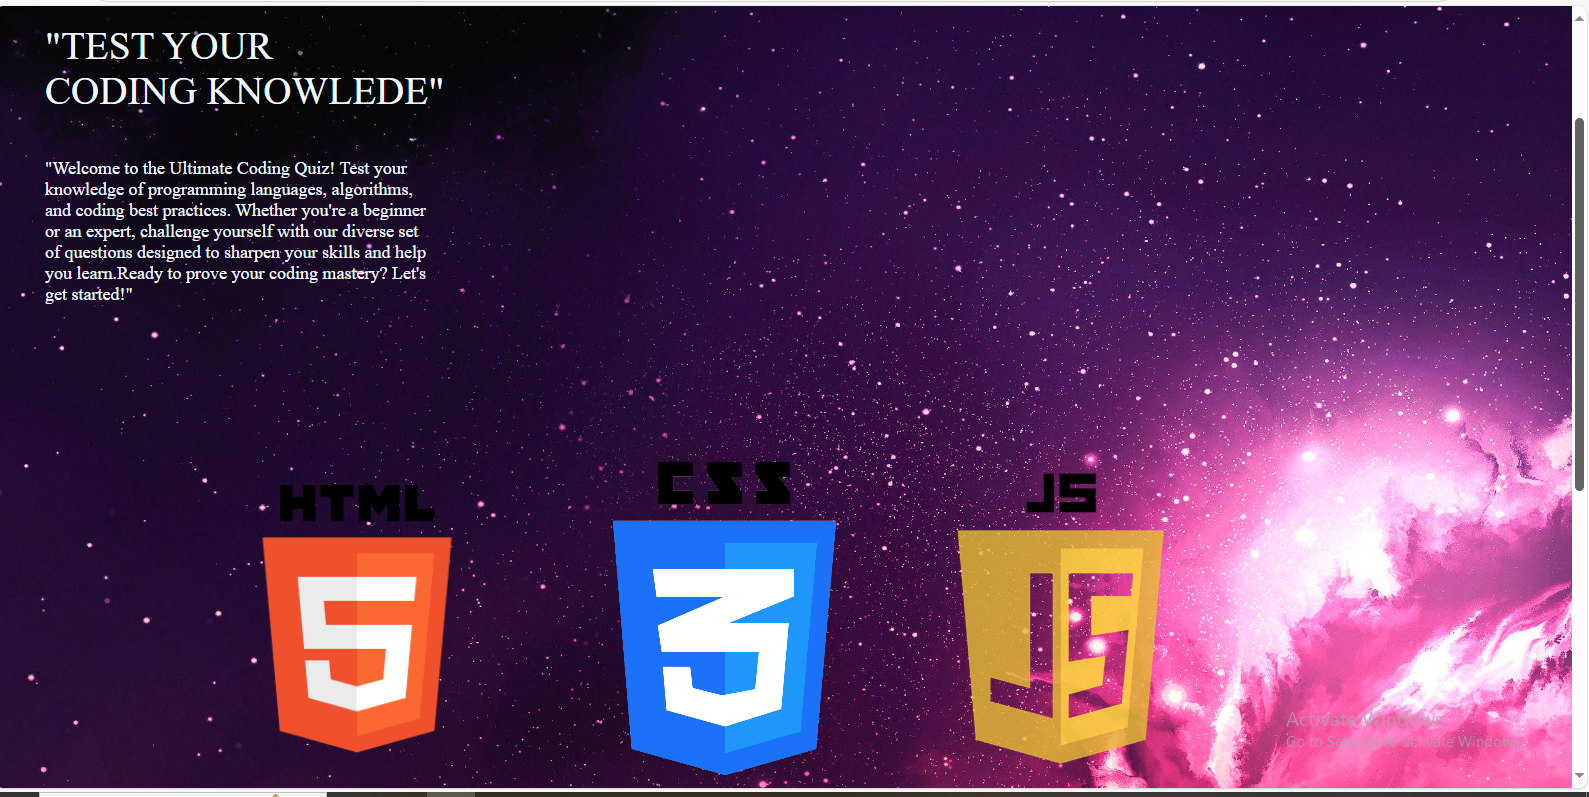 "TEST YOUR
CODING KNOWLEDE"
"Welcome to the Ultimate Coding Quiz! Test your
knowledge of programming languages, algorithms,
and coding best practices. Whether you're a beginner
or an expert, challenge yourself with our diverse set
of questions designed to sharpen your skills and help
you learn.Ready to prove your coding mastery? Let's
get started!"
HTML
CSS
JS
5
3
JS
Activate Windows
Go to Settings to activate Windows.